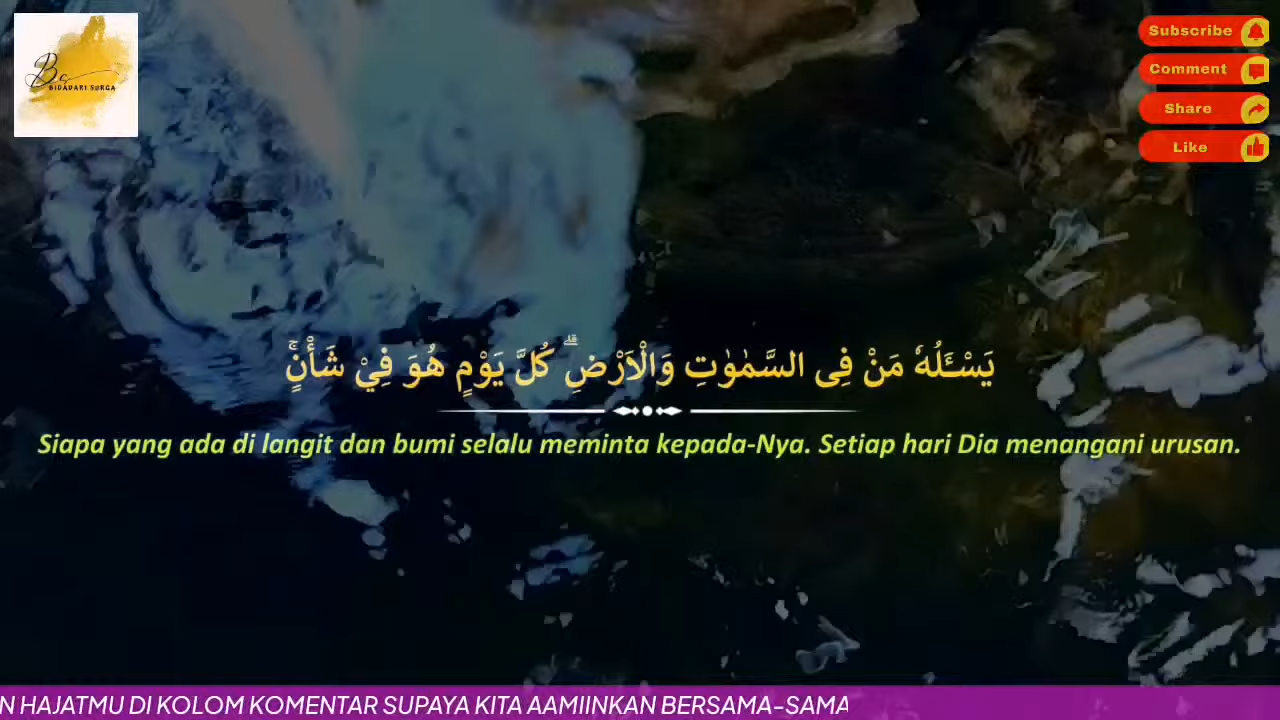 Bs
BIDADARI SURGA
Subscribe
Comment
Share
Like
يَسْـَٔلُهٗ مَنْ فِى السَّمٰوٰتِ وَالْاَرْضِۗ كُلَّ يَوْمٍ هُوَ فِيْ شَأْنٍۚ
Siapa yang ada di langit dan bumi selalu meminta kepada-Nya. Setiap hari Dia menangani urusan.
N HAJATMU DI KOLOM KOMENTAR SUPAYA KITA AAMIINKAN BERSAMA-SAMA